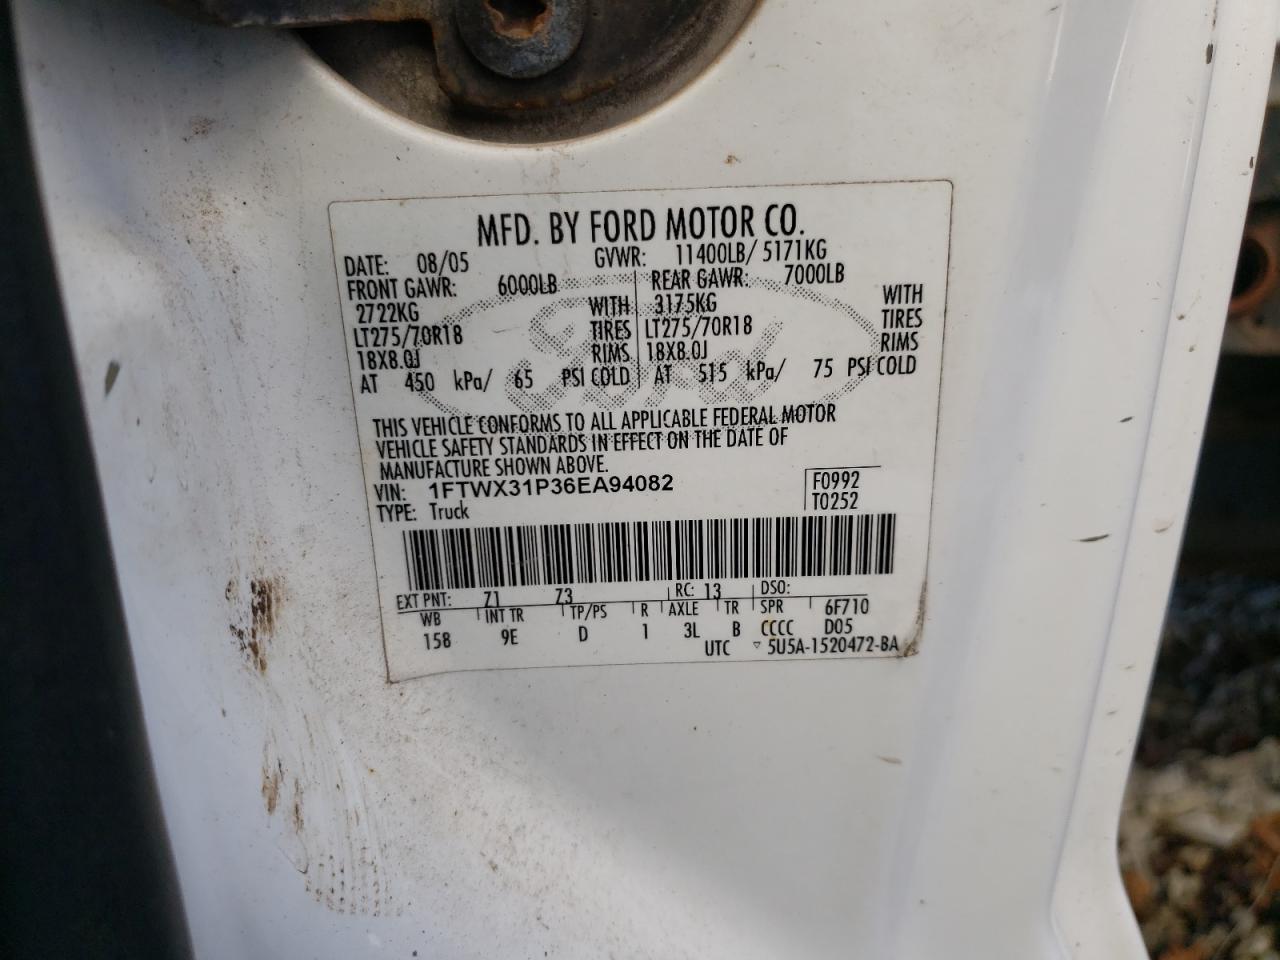 MFD. BY FORD MOTOR CO.
DATE: 08/05 GVWR: 11400LB/ 5171KG
FRONT GAWR: 6000LB REAR GAWR: 7000LB
2722KG WITH 3175KG WITH
LT275/70R18 TIRES LT275/70R18 TIRES
18X8.0J RIMS 18X8.0J RIMS
AT 450 kPa/ 65 PSI COLD AT 515 kPa/ 75 PSI COLD
THIS VEHICLE CONFORMS TO ALL APPLICABLE FEDERAL MOTOR
VEHICLE SAFETY STANDARDS IN EFFECT ON THE DATE OF
MANUFACTURE SHOWN ABOVE.
VIN: 1FTWX31P36EA94082 F0992
TYPE: Truck T0252
EXT PNT: Z1 Z3 RC: 13 DSO:
WB INT TR TP/PS R AXLE TR SPR 6F710
158 9E D 1 3L B CCCC D05
UTC ▽ 5U5A-1520472-BA
Ford